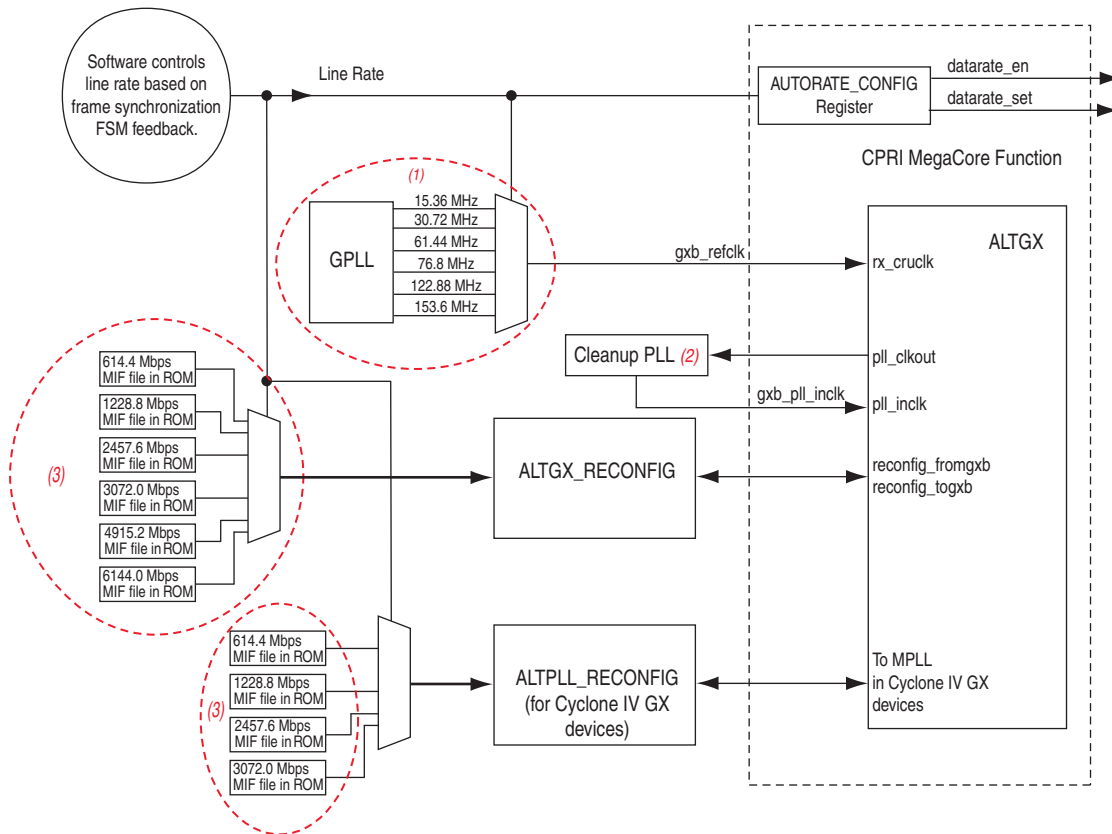 Software controls
line rate based on
frame synchronization
FSM feedback.
Line Rate
AUTORATE_CONFIG
Register
datarate_en
datarate_set
CPRI MegaCore Function
(1)
GPLL
15.36 MHz
30.72 MHz
61.44 MHz
76.8 MHz
122.88 MHz
153.6 MHz
gxb_refclk
ALTGX
rx_cruclk
Cleanup PLL (2)
pll_clkout
gxb_pll_inclk
pll_inclk
(3)
614.4 Mbps
MIF file in ROM
1228.8 Mbps
MIF file in ROM
2457.6 Mbps
MIF file in ROM
3072.0 Mbps
MIF file in ROM
4915.2 Mbps
MIF file in ROM
6144.0 Mbps
MIF file in ROM
ALTGX_RECONFIG
reconfig_fromgxb
reconfig_togxb
(3)
614.4 Mbps
MIF file in ROM
1228.8 Mbps
MIF file in ROM
2457.6 Mbps
MIF file in ROM
3072.0 Mbps
MIF file in ROM
ALTPLL_RECONFIG
(for Cyclone IV GX
devices)
To MPLL
in Cyclone IV GX
devices